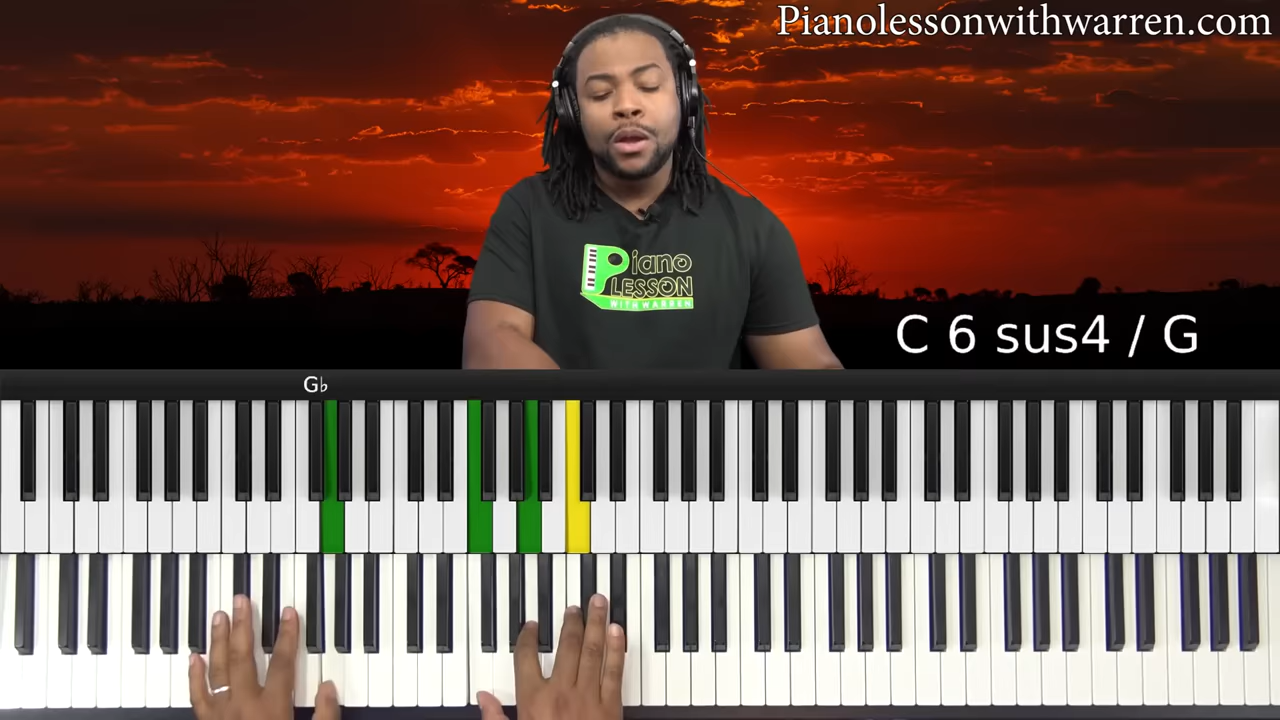 Pianolessonwithwarren.com
Piano
LESSON
WITH WARREN
C 6 sus4 / G
G♭